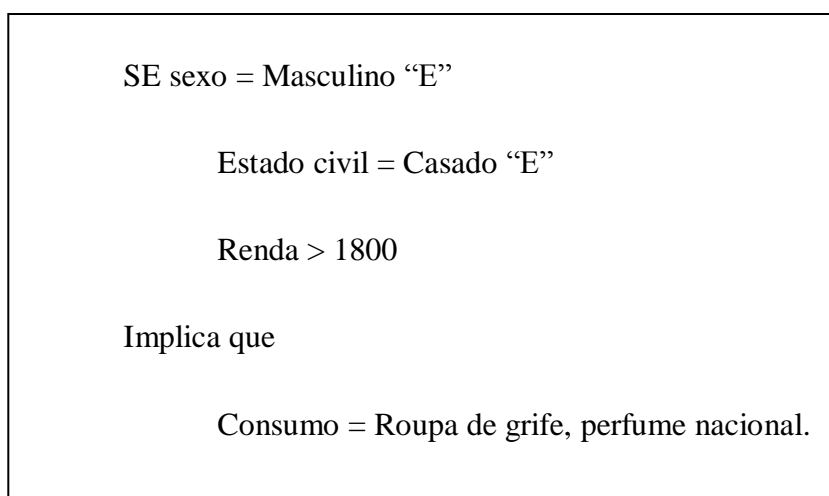 SE sexo = Masculino “E”
Estado civil = Casado “E”
Renda > 1800
Implica que
Consumo = Roupa de grife, perfume nacional.